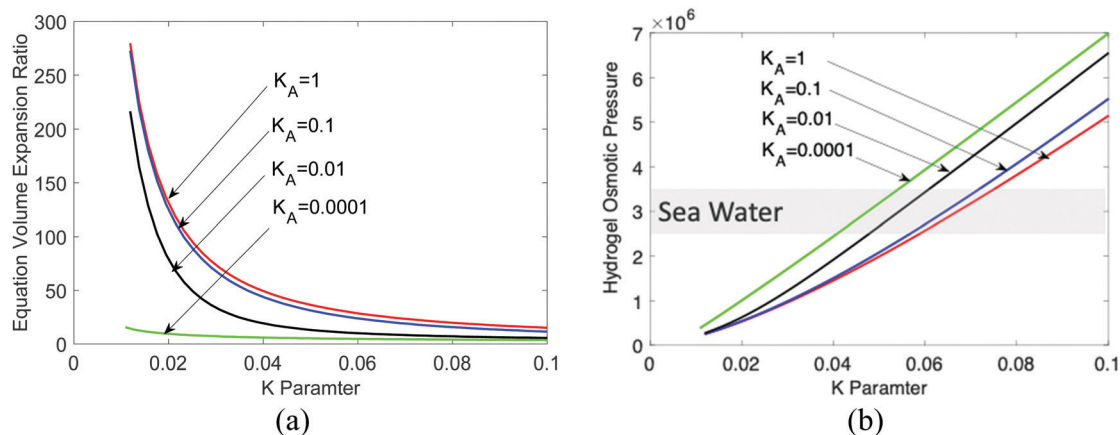 300
250
200
150
100
50
0
Equation Volume Expansion Ratio
K_A=1
K_A=0.1
K_A=0.01
K_A=0.0001
0 0.02 0.04 0.06 0.08 0.1
K Paramter
(a)
×10^6
7
6
5
4
3
2
1
0
Hydrogel Osmotic Pressure
K_A=1
K_A=0.1
K_A=0.01
K_A=0.0001
Sea Water
0 0.02 0.04 0.06 0.08 0.1
K Paramter
(b)